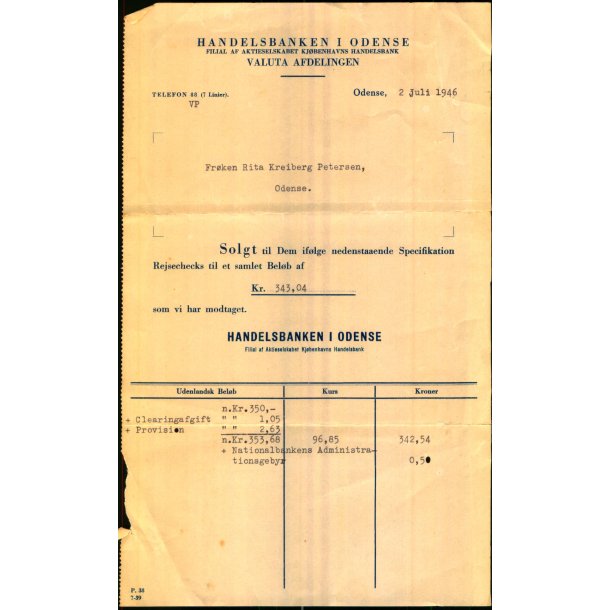 HANDELSBANKEN I ODENSE
FILIAL AF AKTIESELSKABET KJØBENHAVNS HANDELSBANK
VALUTA AFDELINGEN
TELEFON 88 (7 Linier).
VP
Odense, 2 Juli 1946
Frøken Rita Kreiberg Petersen,
Odense.
Solgt til Dem ifølge nedenstaaende Specifikation
Rejsechecks til et samlet Beløb af
Kr. 343,04
som vi har modtaget.
HANDELSBANKEN I ODENSE
Filial af Aktieselskabet Kjøbenhavns Handelsbank
Udenlandsk Beløb Kurs Kroner
n.Kr.350,-
+ Clearingafgift " " 1,05
+ Provision " " 2,63
n.Kr.353,68 96,85 342,54
+ Nationalbankens Administra-
tionsgebyr 0,50
P. 38
7-39